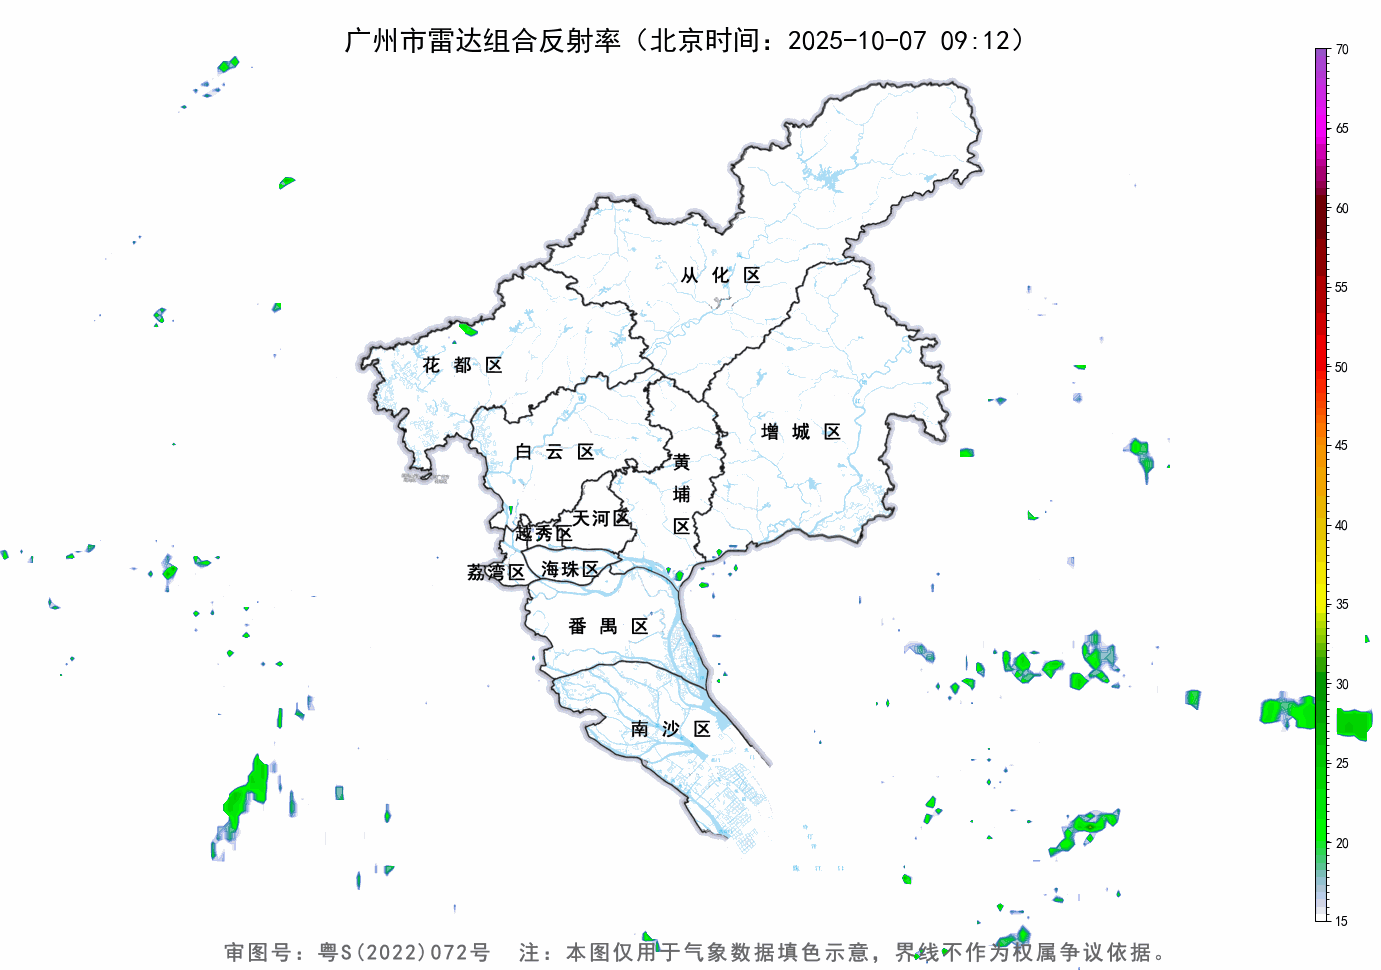 广州市雷达组合反射率（北京时间：2025-10-07 09:12）
70
65
60
55
50
45
40
35
30
25
20
15
从化区
花都区
增城区
白云区
黄埔区
天河区
越秀区
荔湾区
海珠区
番禺区
南沙区
审图号：粤S(2022)072号 注：本图仅用于气象数据填色示意，界线不作为权属争议依据。